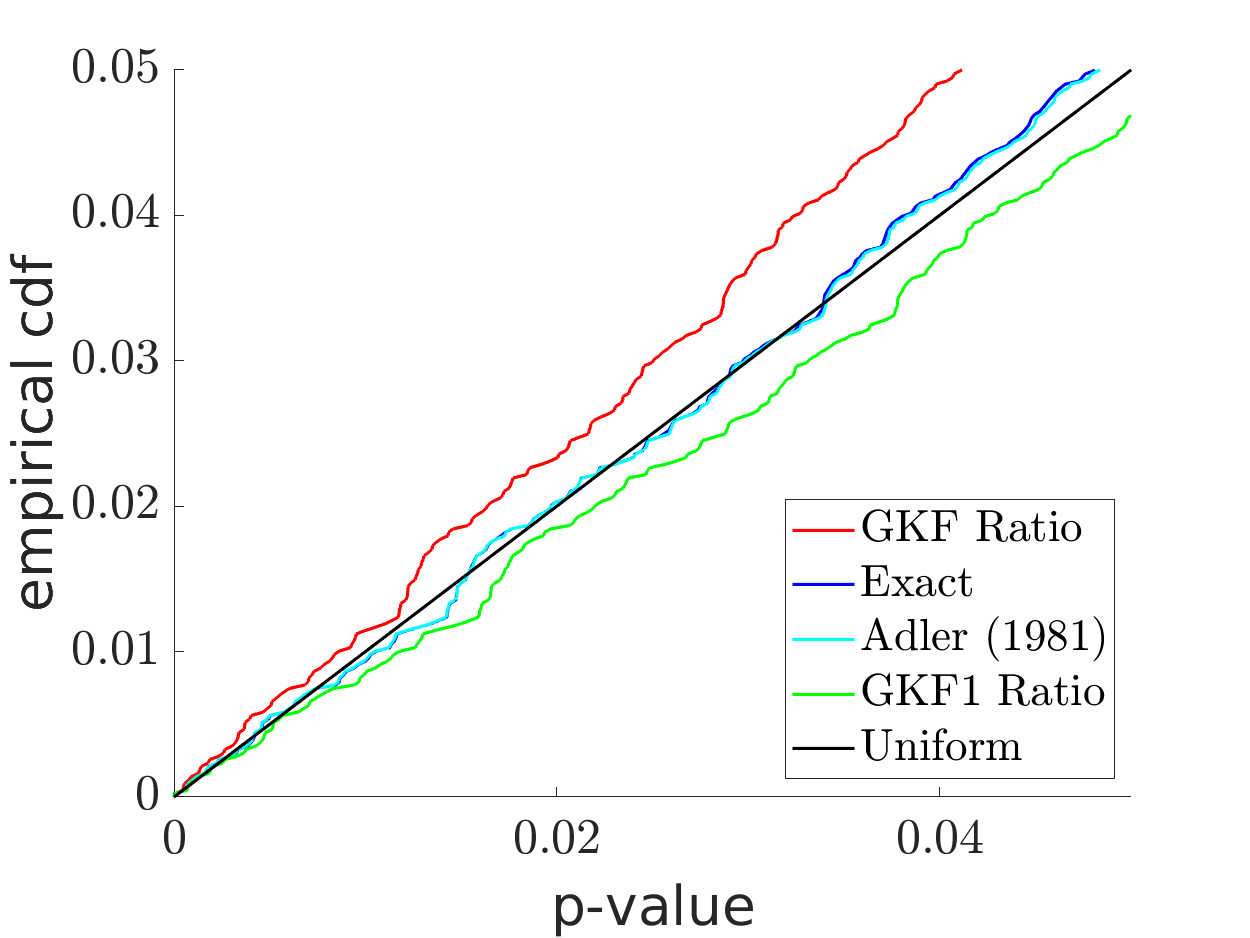 0.05
0.04
0.03
0.02
0.01
0
empirical cdf
GKF Ratio
Exact
Adler (1981)
GKF1 Ratio
Uniform
0 0.02 0.04
p-value